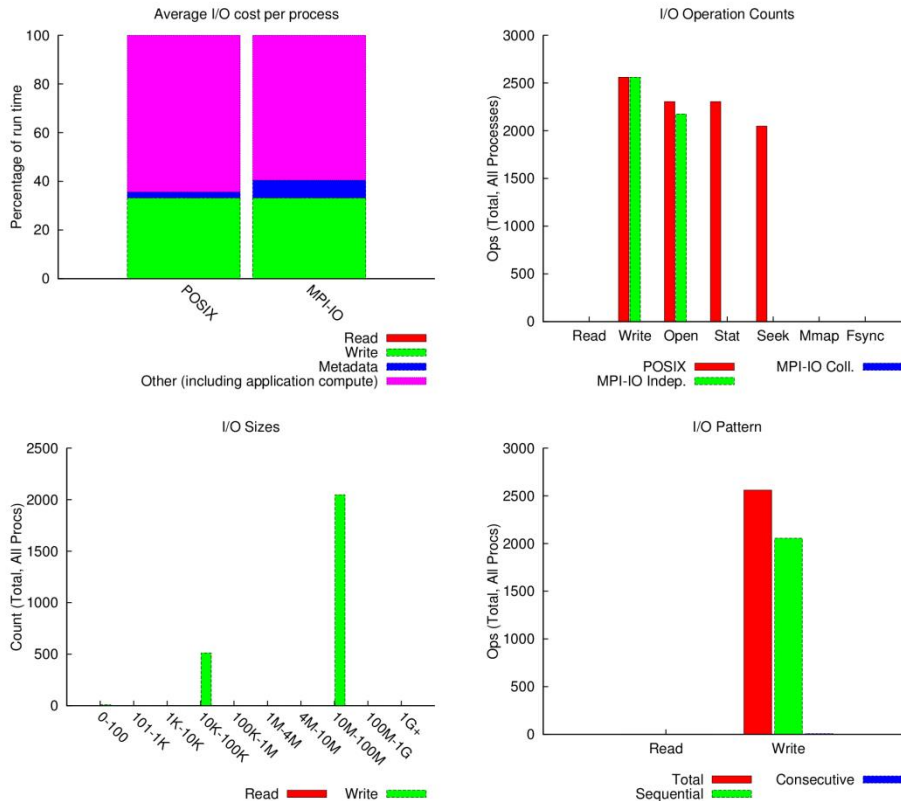 Average I/O cost per process
Percentage of run time
100
80
60
40
20
0
POSIX
MPI-IO
Read
Write
Metadata
Other (including application compute)
I/O Operation Counts
Ops (Total, All Processes)
3000
2500
2000
1500
1000
500
0
Read Write Open Stat Seek Mmap Fsync
POSIX MPI-IO Coll.
MPI-IO Indep.
I/O Sizes
Count (Total, All Procs)
2500
2000
1500
1000
500
0
0-100
101-1K
1K-10K
10K-100K
100K-1M
1M-4M
4M-10M
10M-100M
100M-1G
1G+
Read Write
I/O Pattern
Ops (Total, All Procs)
3000
2500
2000
1500
1000
500
0
Read Write
Total Consecutive
Sequential